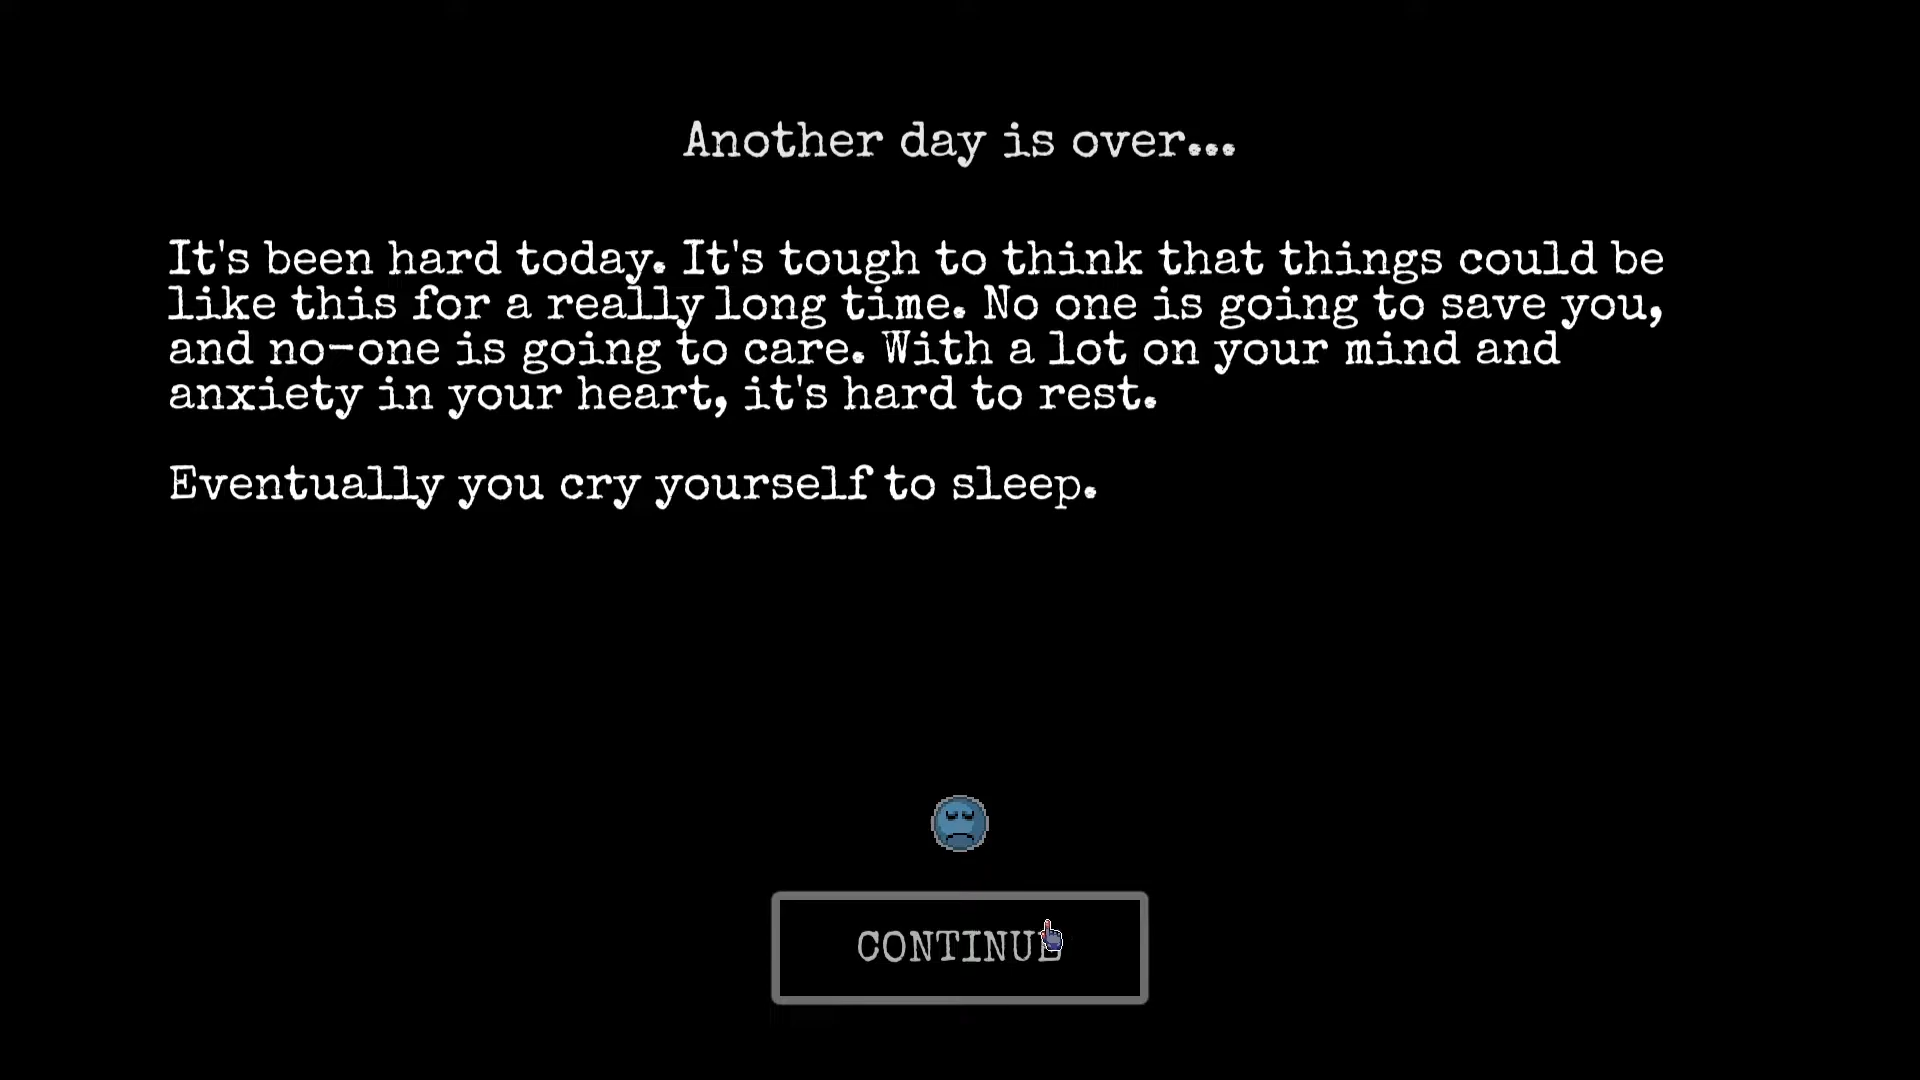 Another day is over...
It's been hard today. It's tough to think that things could be
like this for a really long time. No one is going to save you,
and no-one is going to care. With a lot on your mind and
anxiety in your heart, it's hard to rest.
Eventually you cry yourself to sleep.
CONTINUE